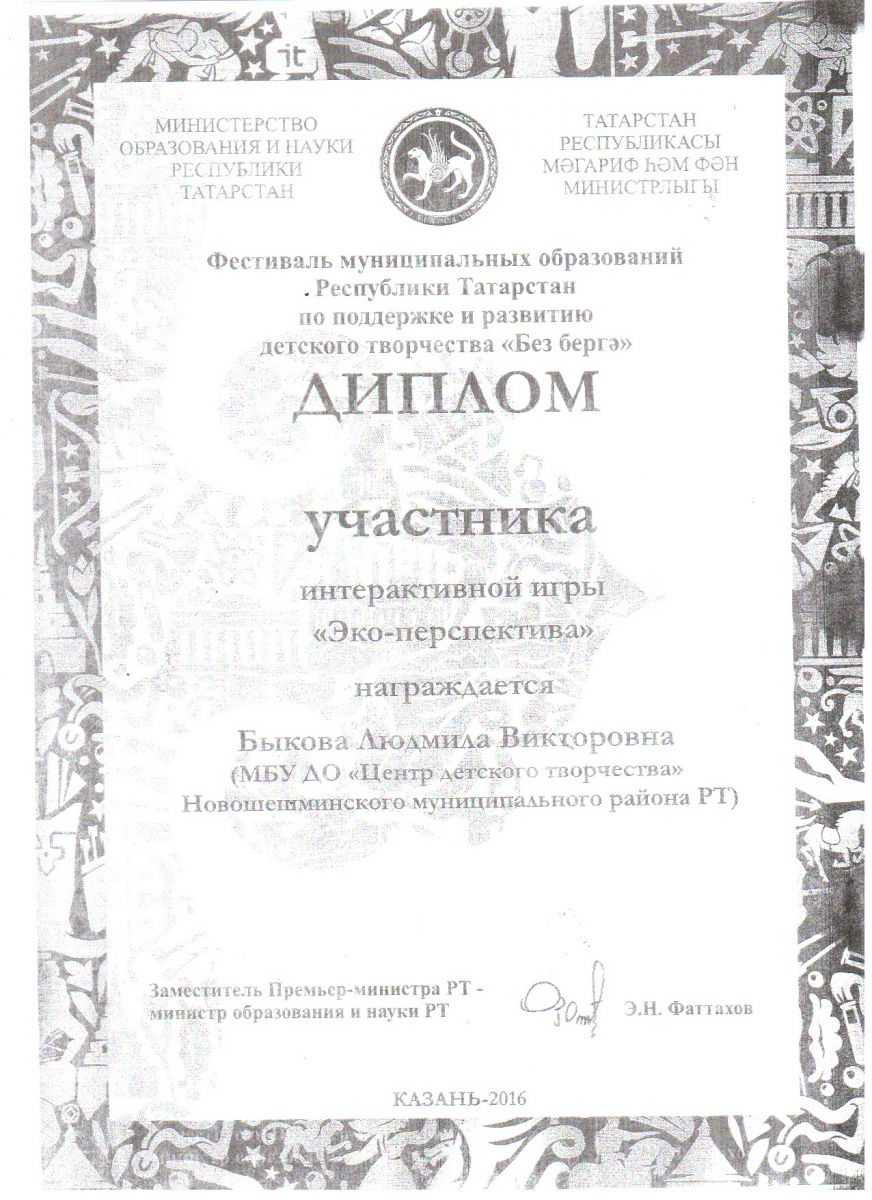 it
МИНИСТЕРСТВО
ОБРАЗОВАНИЯ И НАУКИ
РЕСПУБЛИКИ
ТАТАРСТАН
ТАТАРСТАН
РЕСПУБЛИКАСЫ
МӘГАРИФ ҺӘМ ФӘН
МИНИСТРЛЫГЫ
Фестиваль муниципальных образований
Республики Татарстан
по поддержке и развитию
детского творчества «Без бергә»
ДИПЛОМ
участника
интерактивной игры
«Эко-перспектива»
награждается
Быкова Людмила Викторовна
(МБУ ДО «Центр детского творчества»
Новошешминского муниципального района РТ)
Заместитель Премьер-министра РТ -
министр образования и науки РТ
Э.Н. Фаттахов
КАЗАНЬ-2016